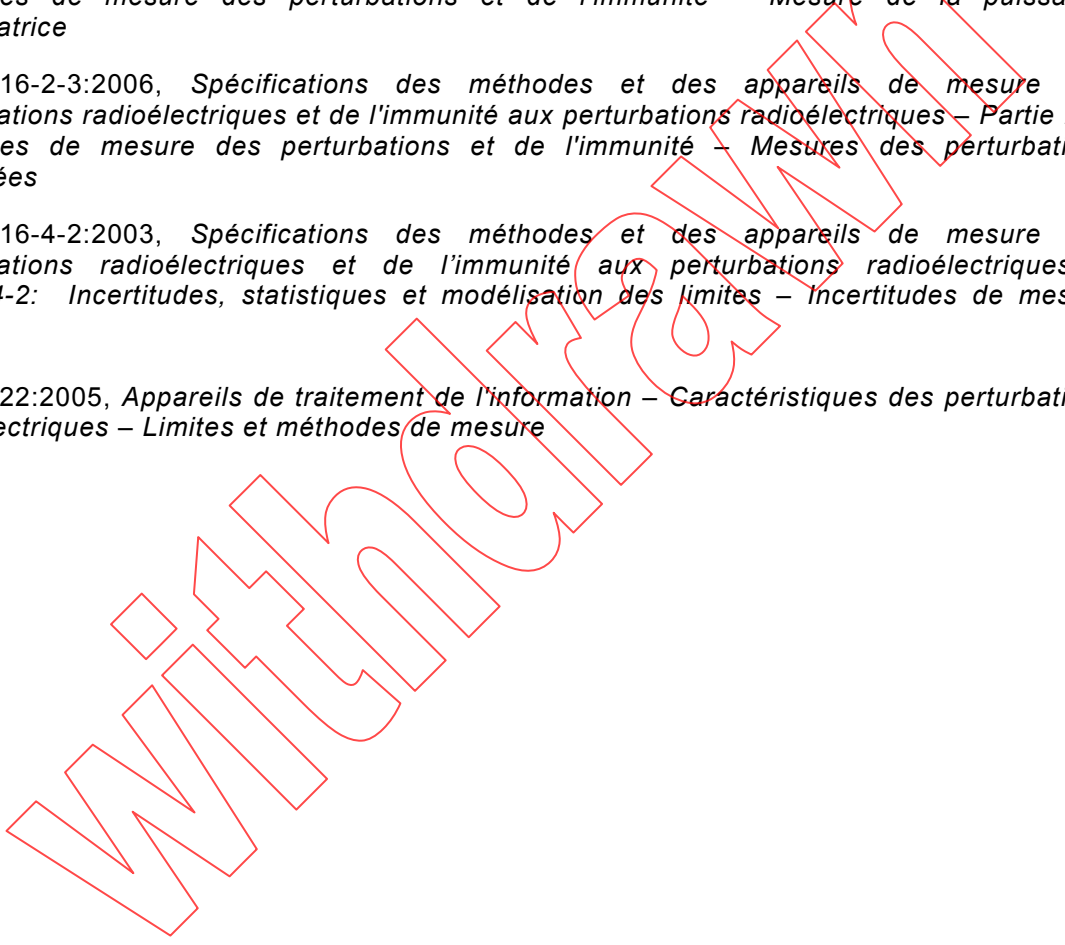 es de mesure des perturbations et de l'immunité – Mesure de la puissa
atrice
16-2-3:2006, Spécifications des méthodes et des appareils de mesure
ations radioélectriques et de l'immunité aux perturbations radioélectriques – Partie
es de mesure des perturbations et de l'immunité – Mesures des perturbati
ées
16-4-2:2003, Spécifications des méthodes et des appareils de mesure
ations radioélectriques et de l’immunité aux perturbations radioélectriques
4-2: Incertitudes, statistiques et modélisation des limites – Incertitudes de mes
22:2005, Appareils de traitement de l'information – Caractéristiques des perturbati
ectriques – Limites et méthodes de mesure
withdrawn